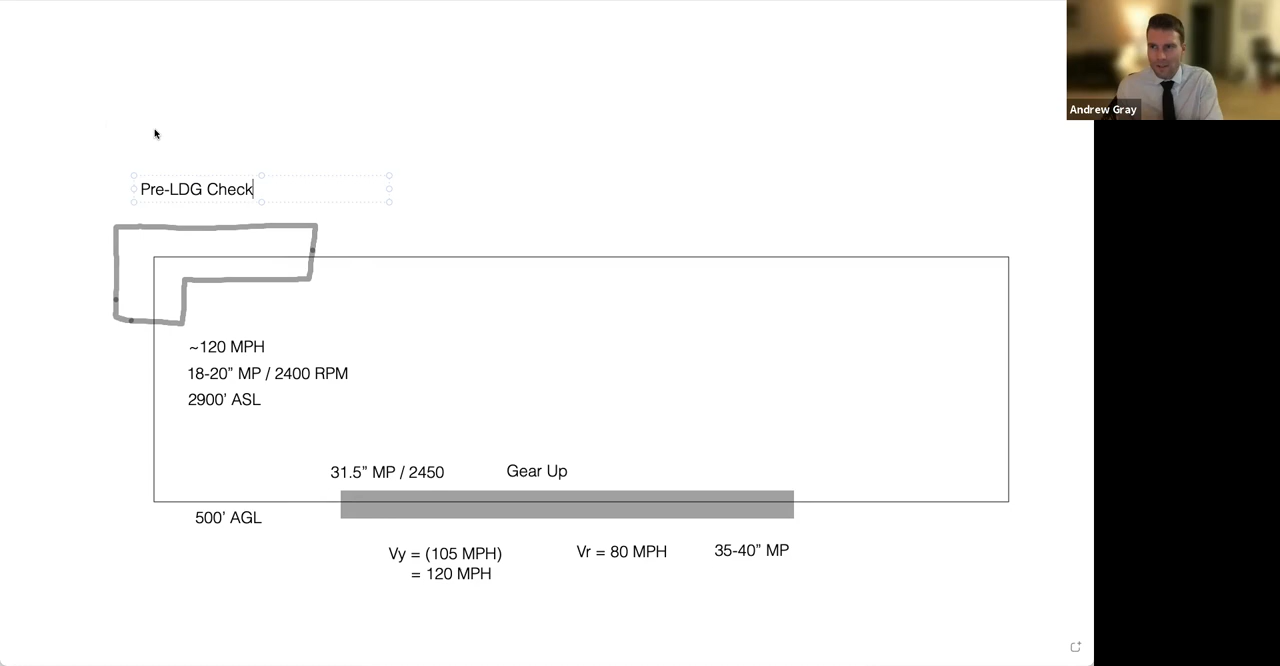 Andrew Gray
Pre-LDG Check
~120 MPH
18-20” MP / 2400 RPM
2900’ ASL
31.5” MP / 2450
Gear Up
500’ AGL
Vy = (105 MPH)
= 120 MPH
Vr = 80 MPH
35-40” MP